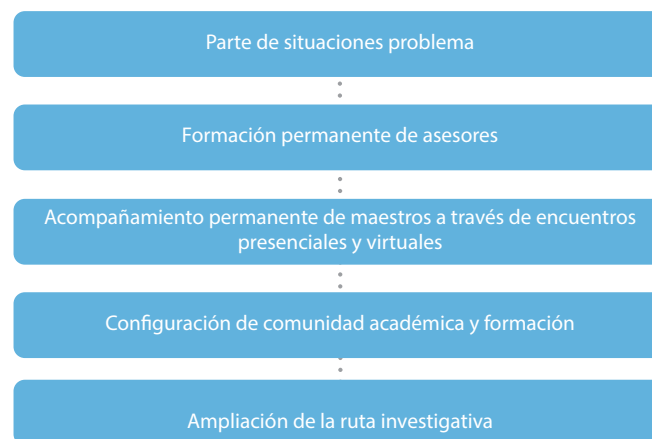 Parte de situaciones problema
Formación permanente de asesores
Acompañamiento permanente de maestros a través de encuentros
presenciales y virtuales
Configuración de comunidad académica y formación
Ampliación de la ruta investigativa